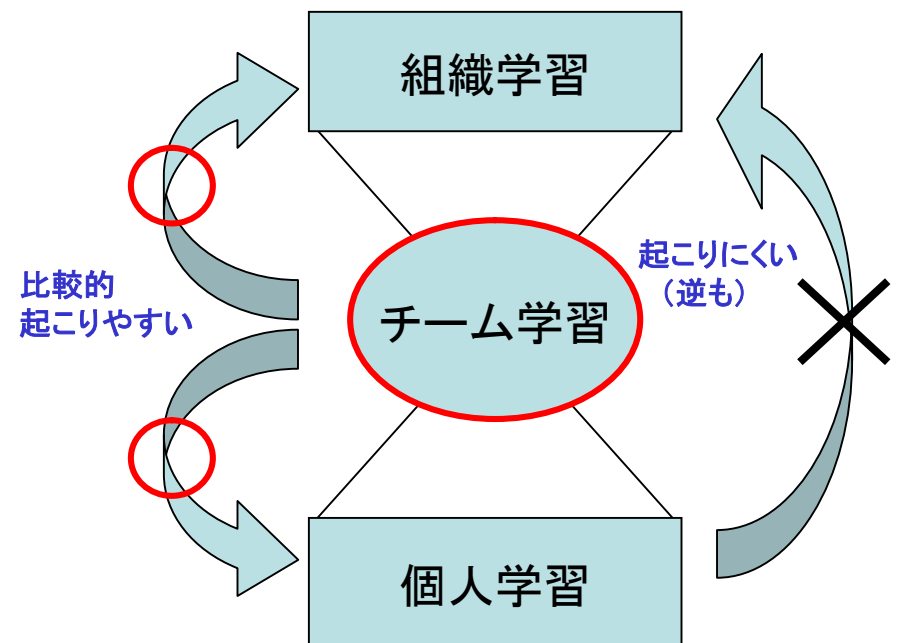 組織学習
起こりにくい
（逆も）
比較的
起こりやすい
チーム学習
個人学習